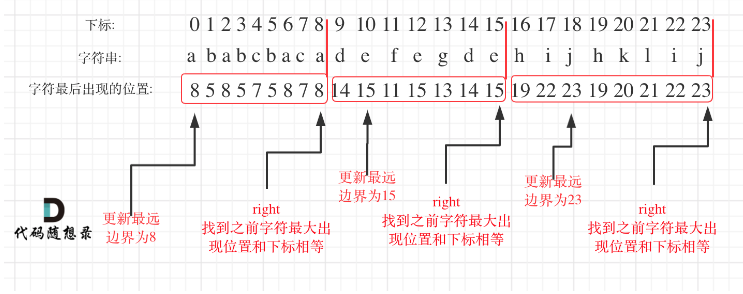 下标: 0 1 2 3 4 5 6 7 8 9 10 11 12 13 14 15 16 17 18 19 20 21 22 23
字符串: a b a b c b a c a d e f e g d e h i j h k l i j
字符最后出现的位置: 8 5 8 5 7 5 8 7 8 14 15 11 15 13 14 15 19 22 23 19 20 21 22 23
更新最远
边界为8
right
找到之前字符最大出
现位置和下标相等
更新最远
边界为15
right
找到之前字符最大出
现位置和下标相等
更新最远
边界为23
right
找到之前字符最大出
现位置和下标相等
代码随想录